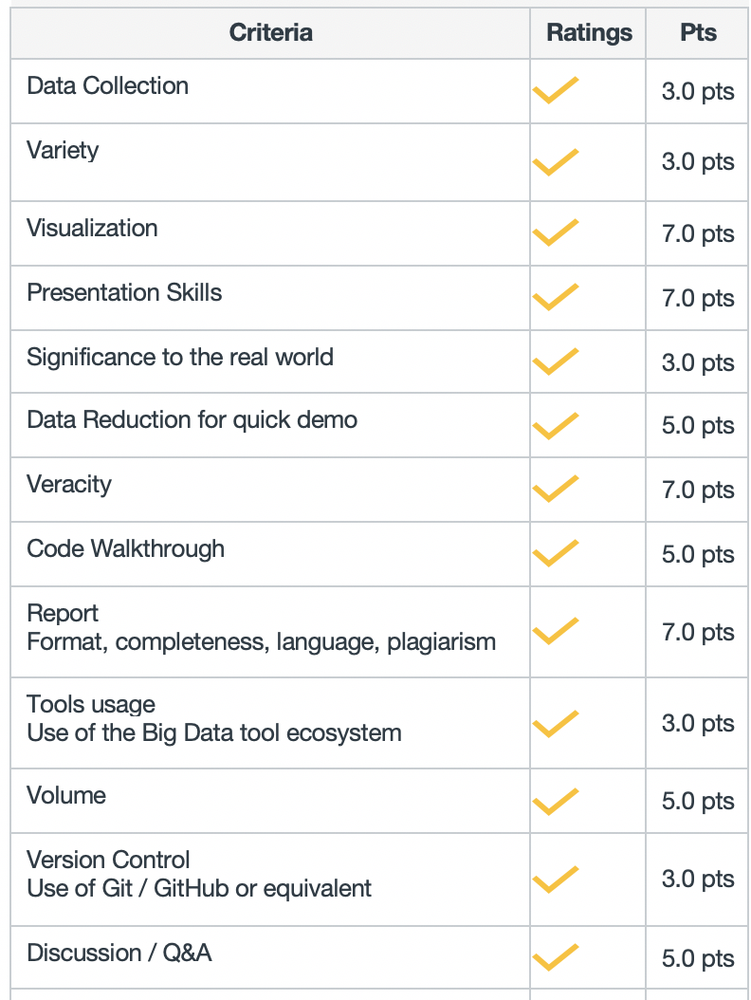 Criteria Ratings Pts
Data Collection 3.0 pts
Variety 3.0 pts
Visualization 7.0 pts
Presentation Skills 7.0 pts
Significance to the real world 3.0 pts
Data Reduction for quick demo 5.0 pts
Veracity 7.0 pts
Code Walkthrough 5.0 pts
Report
Format, completeness, language, plagiarism 7.0 pts
Tools usage
Use of the Big Data tool ecosystem 3.0 pts
Volume 5.0 pts
Version Control
Use of Git / GitHub or equivalent 3.0 pts
Discussion / Q&A 5.0 pts